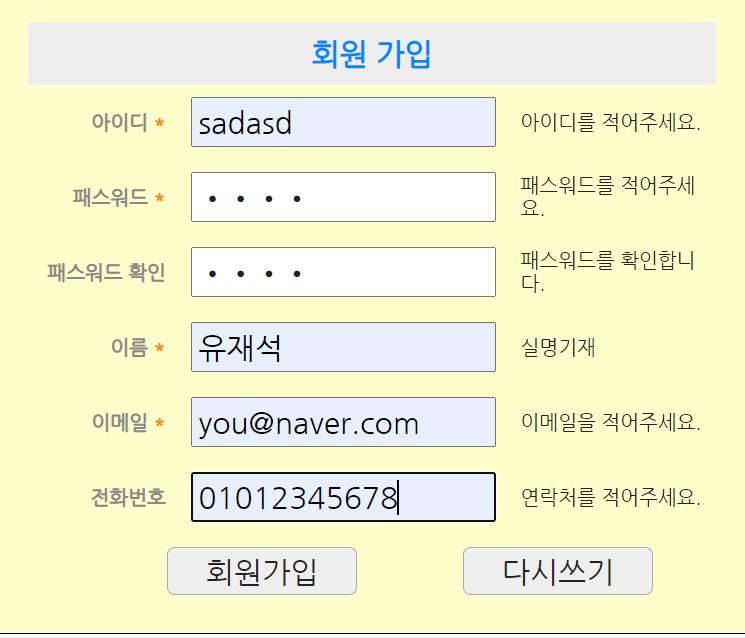 회원 가입
아이디 * sadasd 아이디를 적어주세요.
패스워드 * •••• 패스워드를 적어주세
요.
패스워드 확인 •••• 패스워드를 확인합니
다.
이름 * 유재석 실명기재
이메일 * you@naver.com 이메일을 적어주세요.
전화번호 01012345678 연락처를 적어주세요.
회원가입 다시쓰기